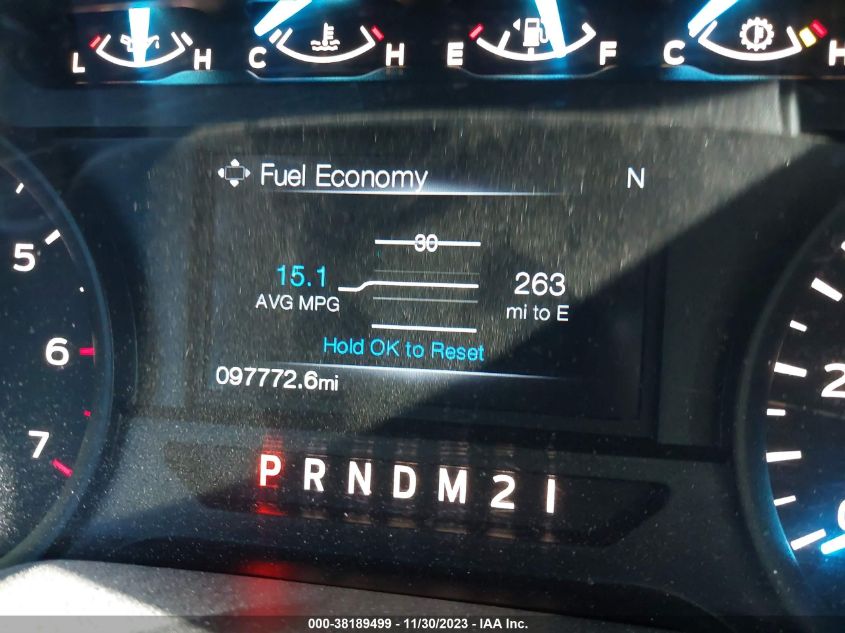 L H C H E F C H
Fuel Economy N
30
15.1 263
AVG MPG mi to E
Hold OK to Reset
097772.6mi
5
6
7
2
P R N D M 2 1
000-38189499 - 11/30/2023 - IAA Inc.